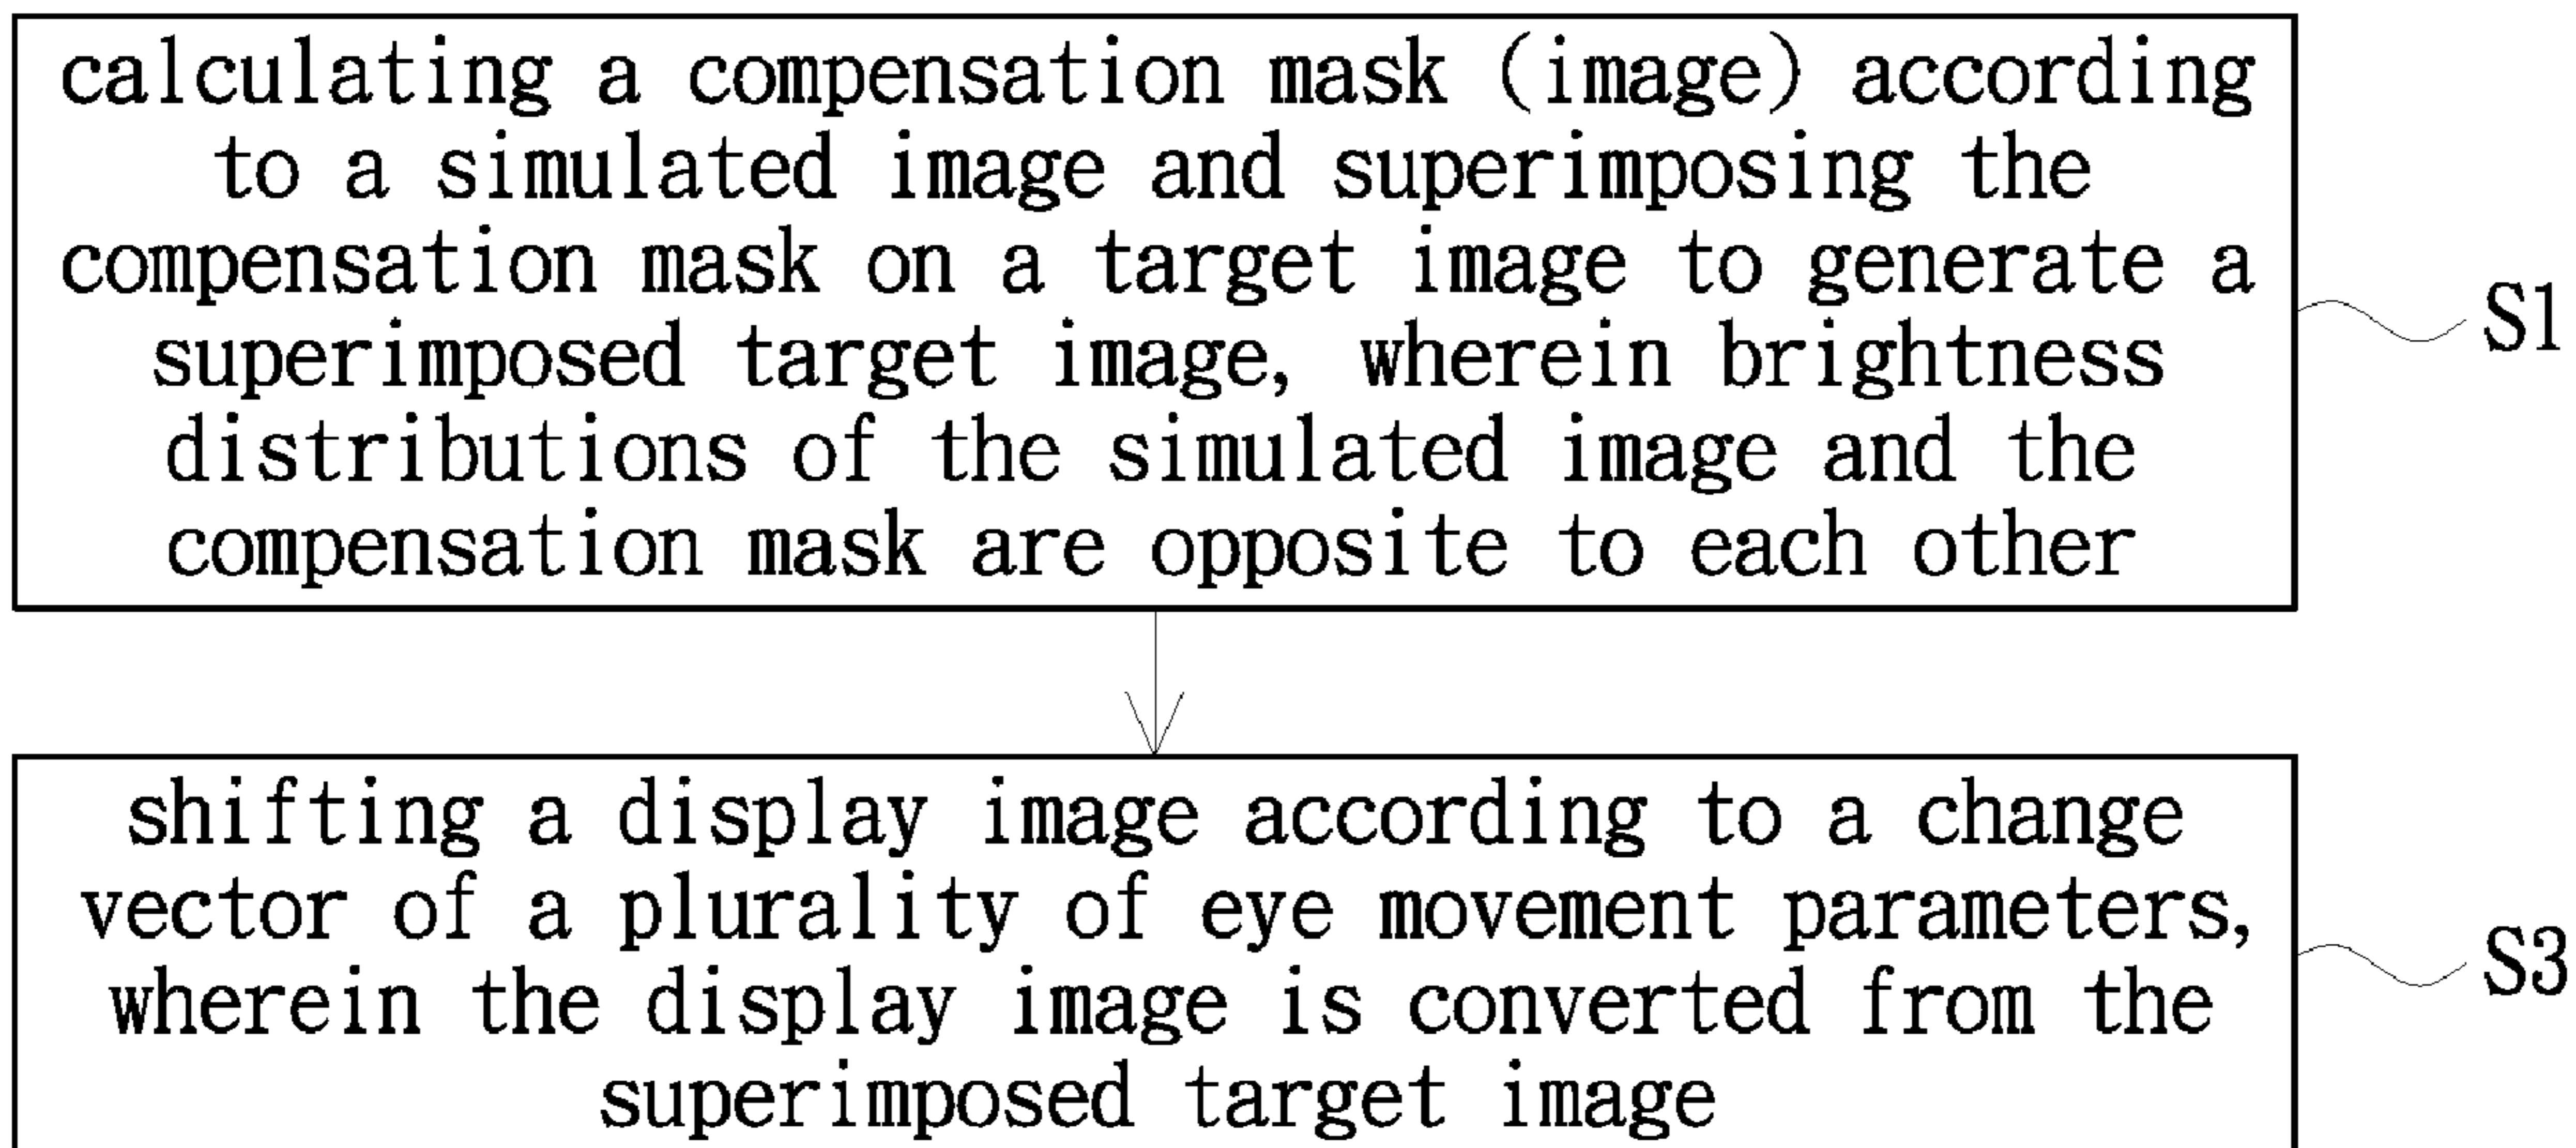 calculating a compensation mask (image) according
to a simulated image and superimposing the
compensation mask on a target image to generate a
superimposed target image, wherein brightness
distributions of the simulated image and the
compensation mask are opposite to each other
S1
shifting a display image according to a change
vector of a plurality of eye movement parameters,
wherein the display image is converted from the
superimposed target image
S3